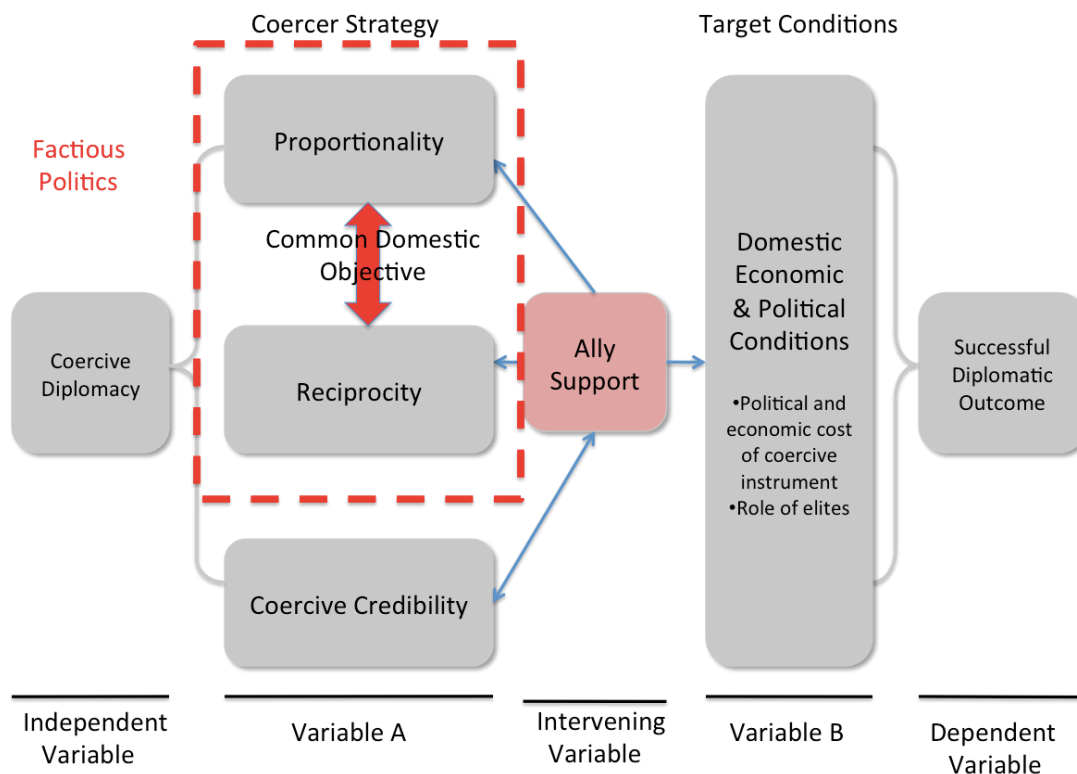 Coercer Strategy
Target Conditions
Factious
Politics
Proportionality
Common Domestic
Objective
Reciprocity
Coercive Credibility
Coercive
Diplomacy
Ally
Support
Domestic
Economic
& Political
Conditions
•Political and
economic cost
of coercive
instrument
•Role of elites
Successful
Diplomatic
Outcome
Independent
Variable
Variable A
Intervening
Variable
Variable B
Dependent
Variable